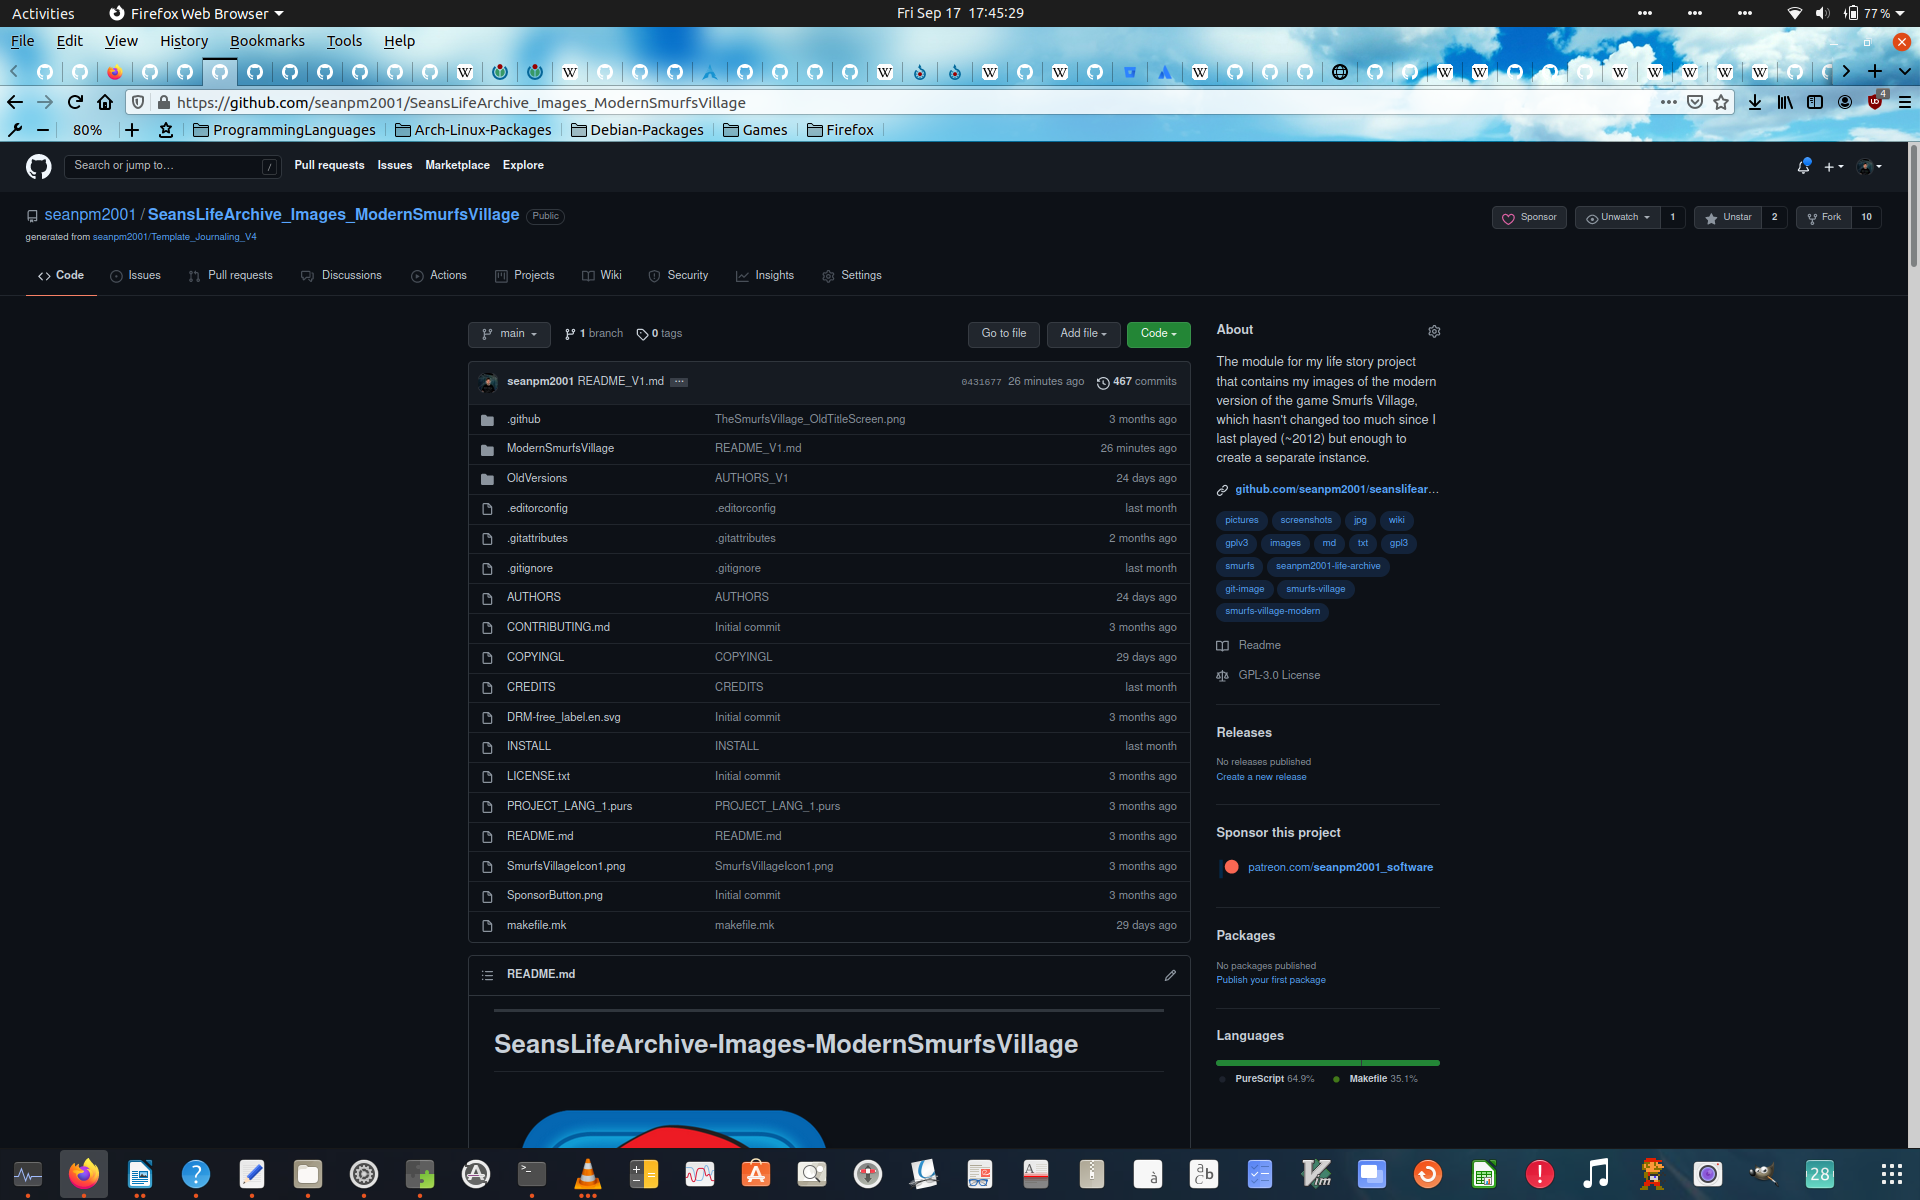 Activities Firefox Web Browser Fri Sep 17 17:45:29 77 %
File Edit View History Bookmarks Tools Help
https://github.com/seanpm2001/SeansLifeArchive_Images_ModernSmurfsVillage 4
80% ProgrammingLanguages Arch-Linux-Packages Debian-Packages Games Firefox
Search or jump to… / Pull requests Issues Marketplace Explore
seanpm2001 / SeansLifeArchive_Images_ModernSmurfsVillage Public Sponsor Unwatch 1 Unstar 2 Fork 10
generated from seanpm2001/Template_Journaling_V4
Code Issues Pull requests Discussions Actions Projects Wiki Security Insights Settings
main 1 branch 0 tags Go to file Add file Code
seanpm2001 README_V1.md ... 0431677 26 minutes ago 467 commits
.github TheSmurfsVillage_OldTitleScreen.png 3 months ago
ModernSmurfsVillage README_V1.md 26 minutes ago
OldVersions AUTHORS_V1 24 days ago
.editorconfig .editorconfig last month
.gitattributes .gitattributes 2 months ago
.gitignore .gitignore last month
AUTHORS AUTHORS 24 days ago
CONTRIBUTING.md Initial commit 3 months ago
COPYINGL COPYINGL 29 days ago
CREDITS CREDITS last month
DRM-free_label.en.svg Initial commit 3 months ago
INSTALL INSTALL last month
LICENSE.txt Initial commit 3 months ago
PROJECT_LANG_1.purs PROJECT_LANG_1.purs 3 months ago
README.md README.md 3 months ago
SmurfsVillageIcon1.png SmurfsVillageIcon1.png 3 months ago
SponsorButton.png Initial commit 3 months ago
makefile.mk makefile.mk 29 days ago
README.md
SeansLifeArchive-Images-ModernSmurfsVillage
About
The module for my life story project
that contains my images of the modern
version of the game Smurfs Village,
which hasn't changed too much since I
last played (~2012) but enough to
create a separate instance.
github.com/seanpm2001/seanslifear…
pictures screenshots jpg wiki
gplv3 images md txt gpl3
smurfs seanpm2001-life-archive
git-image smurfs-village
smurfs-village-modern
Readme
GPL-3.0 License
Releases
No releases published
Create a new release
Sponsor this project
patreon.com/seanpm2001_software
Packages
No packages published
Publish your first package
Languages
PureScript 64.9% Makefile 35.1%
28